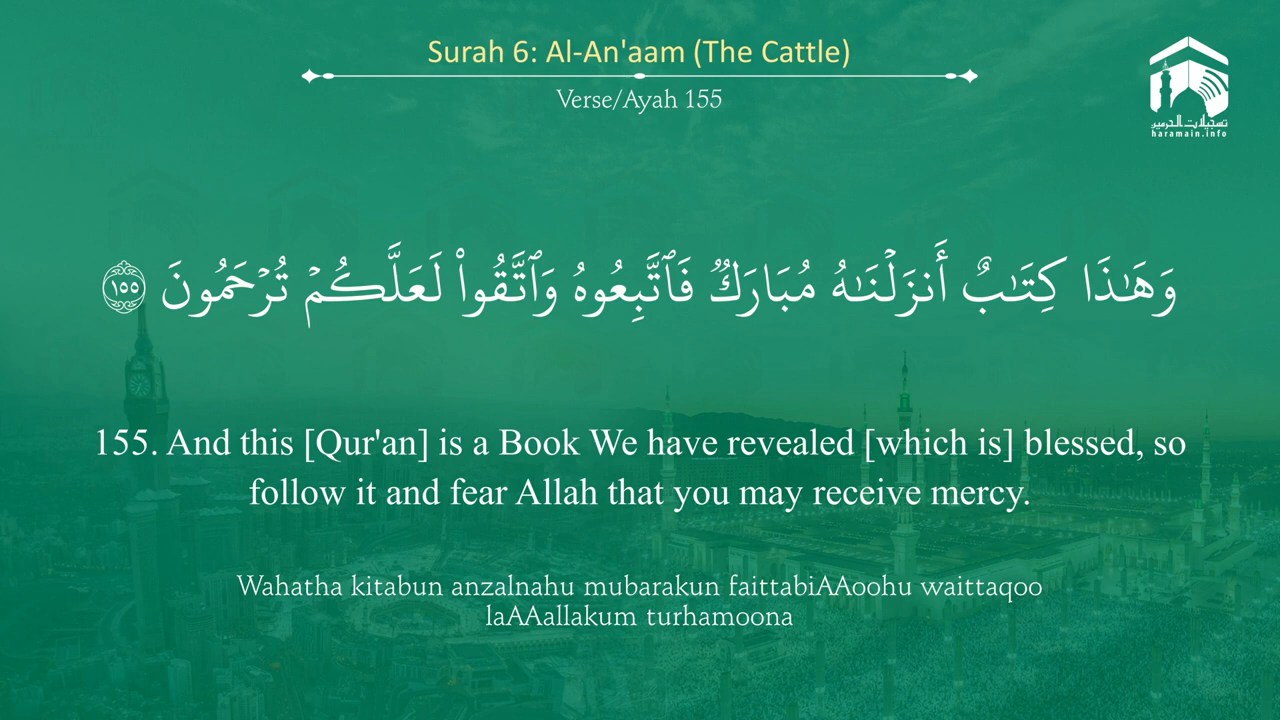 Surah 6: Al-An'aam (The Cattle)
Verse/Ayah 155
تسجيلات الحرمين
haramain.info
وَهَٰذَا كِتَٰبٌ أَنزَلْنَٰهُ مُبَارَكٌ فَٱتَّبِعُوهُ وَٱتَّقُوا۟ لَعَلَّكُمْ تُرْحَمُونَ ١٥٥
155. And this [Qur'an] is a Book We have revealed [which is] blessed, so
follow it and fear Allah that you may receive mercy.
Wahatha kitabun anzalnahu mubarakun faittabiAAoohu waittaqoo
laAAallakum turhamoona